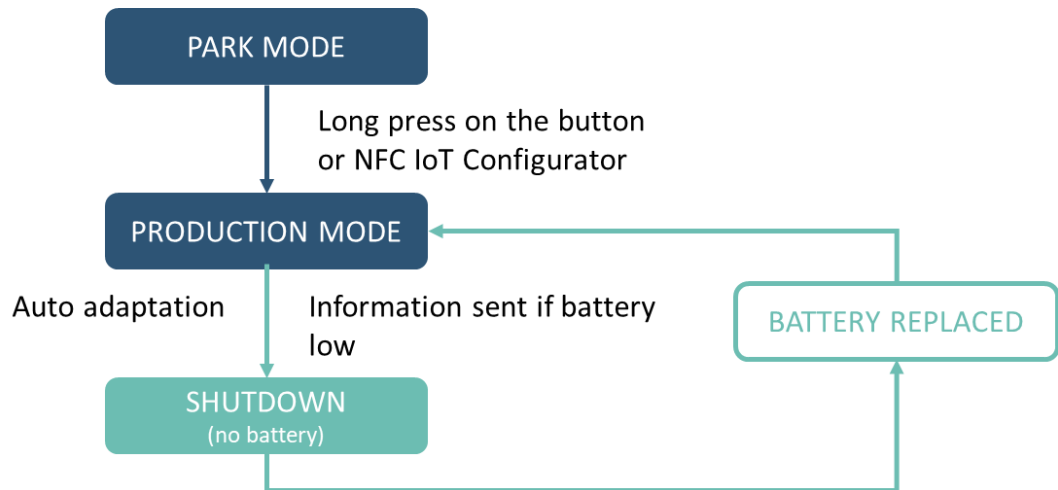 PARK MODE
Long press on the button
or NFC IoT Configurator
PRODUCTION MODE
Auto adaptation
Information sent if battery
low
BATTERY REPLACED
SHUTDOWN
(no battery)